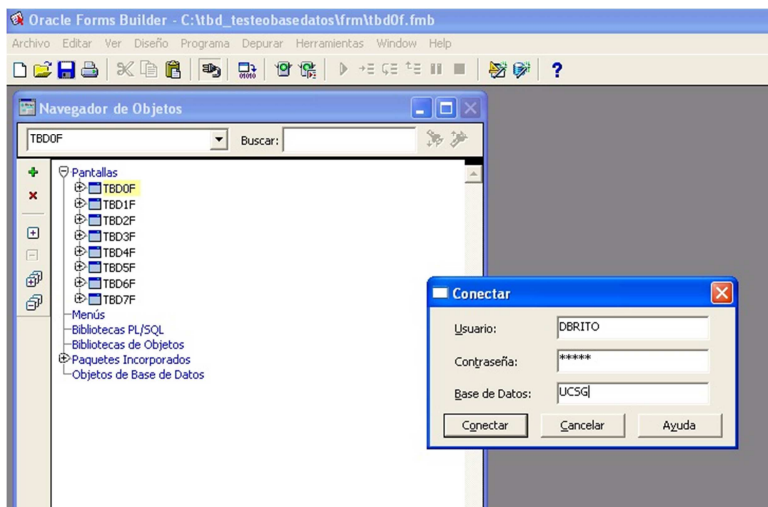 Oracle Forms Builder - C:\tbd_testeobasedatos\frm\tbd0f.fmb
Archivo Editar Ver Diseño Programa Depurar Herramientas Window Help
Navegador de Objetos
TBD0F Buscar:
Pantallas
TBD0F
TBD1F
TBD2F
TBD3F
TBD4F
TBD5F
TBD6F
TBD7F
Menús
Bibliotecas PL/SQL
Bibliotecas de Objetos
Paquetes Incorporados
Objetos de Base de Datos
Conectar
Usuario: DBRITO
Contraseña: *****
Base de Datos: UCSG
Conectar Cancelar Ayuda